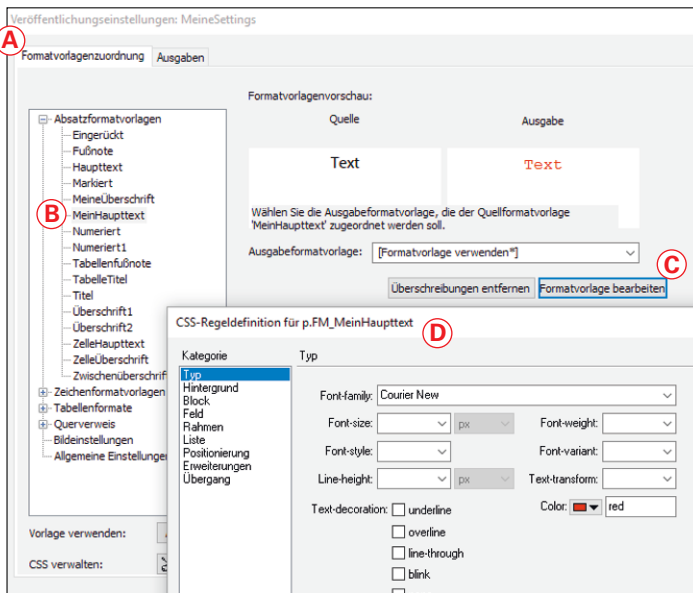 Veröffentlichungseinstellungen: MeineSettings
A
Formatvorlagenzuordnung Ausgaben
Formatvorlagenvorschau:
Quelle Ausgabe
Text Text
Wählen Sie die Ausgabeformatvorlage, die der Quellformatvorlage
'MeinHaupttext' zugeordnet werden soll.
Ausgabeformatvorlage: [Formatvorlage verwenden*]
C
Überschreibungen entfernen Formatvorlage bearbeiten
Absatzformatvorlagen
Eingerückt
Fußnote
Haupttext
Markiert
MeineÜberschrift
B MeinHaupttext
Numeriert
Numeriert1
Tabellenfußnote
TabelleTitel
Titel
Überschrift1
Überschrift2
ZelleHaupttext
ZelleÜberschrift
Zwischenüberschrif
Zeichenformatvorlagen
Tabellenformate
Querverweis
Bildeinstellungen
Allgemeine Einstellunge
Vorlage verwenden:
CSS verwalten:
CSS-Regeldefinition für p.FM_MeinHaupttext
D
Kategorie Typ
Typ
Hintergrund
Block
Feld
Rahmen
Liste
Positionierung
Erweiterungen
Übergang
Font-family: Courier New
Font-size: px Font-weight:
Font-style: Font-variant:
Line-height: px Text-transform:
Text-decoration: underline Color: red
overline
line-through
blink